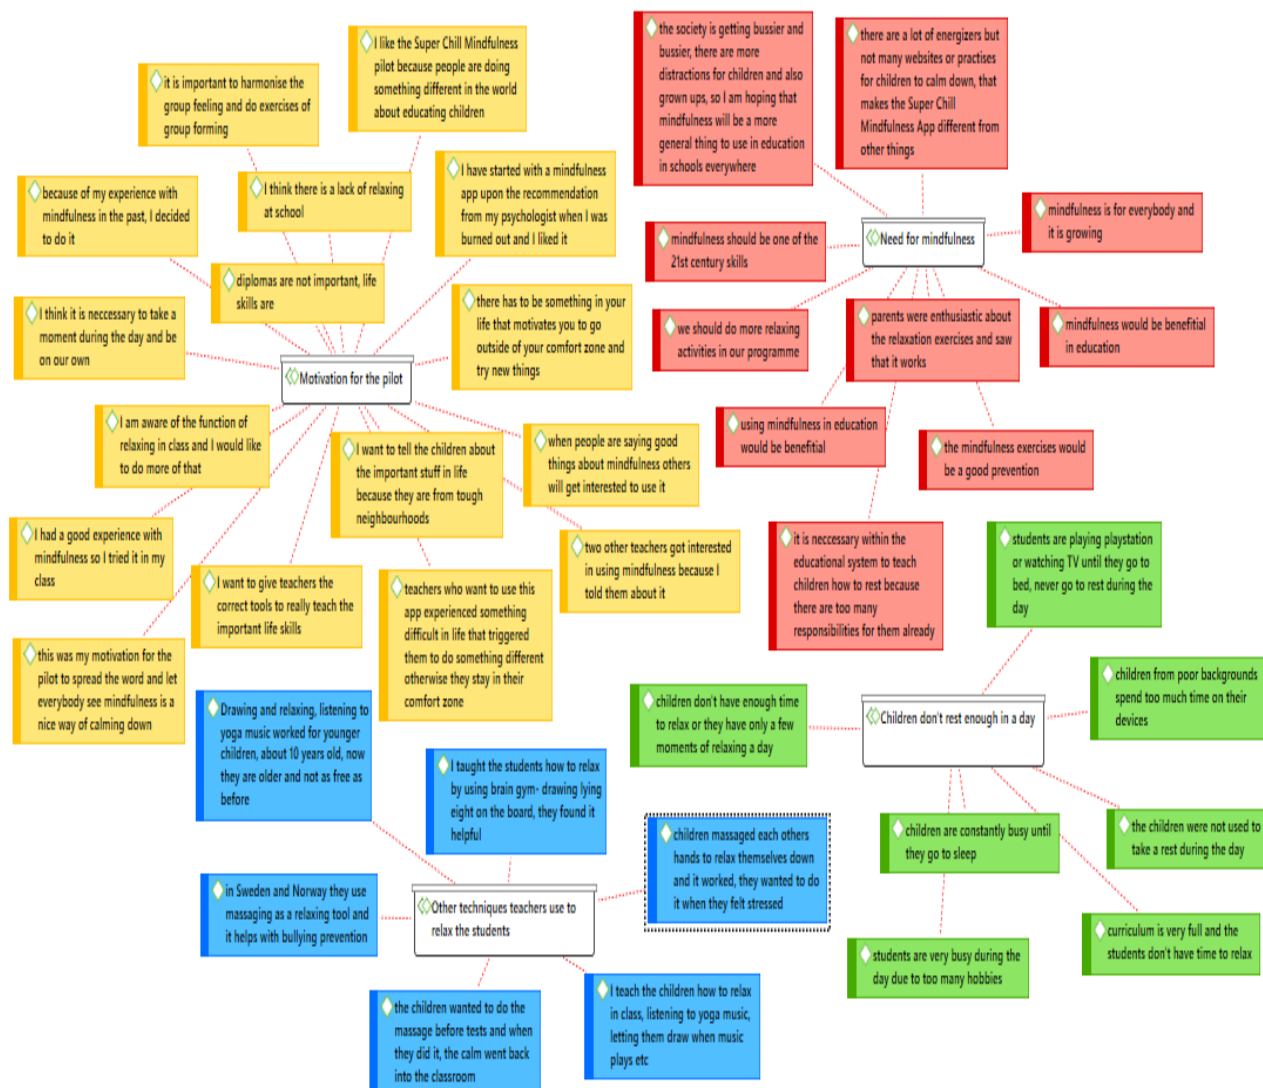 I like the Super Chill Mindfulness
pilot because people are doing
something different in the world
about educating children
it is important to harmonise the
group feeling and do exercises of
group forming
I think there is a lack of relaxing
at school
I have started with a mindfulness
app upon the recommendation
from my psychologist when I was
burned out and I liked it
because of my experience with
mindfulness in the past, I decided
to do it
diplomas are not important, life
skills are
I think it is neccessary to take a
moment during the day and be
on our own
there has to be something in your
life that motivates you to go
outside of your comfort zone and
try new things
Motivation for the pilot
I am aware of the function of
relaxing in class and I would like
to do more of that
I want to tell the children about
the important stuff in life
because they are from tough
neighbourhoods
when people are saying good
things about mindfulness others
will get interested to use it
I had a good experience with
mindfulness so I tried it in my
class
I want to give teachers the
correct tools to really teach the
important life skills
teachers who want to use this
app experienced something
difficult in life that triggered
them to do something different
otherwise they stay in their
comfort zone
two other teachers got interested
in using mindfulness because I
told them about it
this was my motivation for the
pilot to spread the word and let
everybody see mindfulness is a
nice way of calming down
the society is getting bussier and
bussier, there are more
distractions for children and also
grown ups, so I am hoping that
mindfulness will be a more
general thing to use in education
in schools everywhere
there are a lot of energizers but
not many websites or practises
for children to calm down, that
makes the Super Chill
Mindfulness App different from
other things
mindfulness should be one of the
21st century skills
Need for mindfulness
mindfulness is for everybody and
it is growing
we should do more relaxing
activities in our programme
parents were enthusiastic about
the relaxation exercises and saw
that it works
mindfulness would be benefitial
in education
using mindfulness in education
would be benefitial
the mindfulness exercises would
be a good prevention
it is neccessary within the
educational system to teach
children how to rest because
there are too many
responsibilities for them already
students are playing playstation
or watching TV until they go to
bed, never go to rest during the
day
children don't have enough time
to relax or they have only a few
moments of relaxing a day
Children don't rest enough in a day
children from poor backgrounds
spend too much time on their
devices
children are constantly busy until
they go to sleep
the children were not used to
take a rest during the day
students are very busy during the
day due to too many hobbies
curriculum is very full and the
students don't have time to relax
Drawing and relaxing, listening to
yoga music worked for younger
children, about 10 years old, now
they are older and not as free as
before
I taught the students how to relax
by using brain gym- drawing lying
eight on the board, they found it
helpful
children massaged each others
hands to relax themselves down
and it worked, they wanted to do
it when they felt stressed
in Sweden and Norway they use
massaging as a relaxing tool and
it helps with bullying prevention
Other techniques teachers use to
relax the students
the children wanted to do the
massage before tests and when
they did it, the calm went back
into the classroom
I teach the children how to relax
in class, listening to yoga music,
letting them draw when music
plays etc